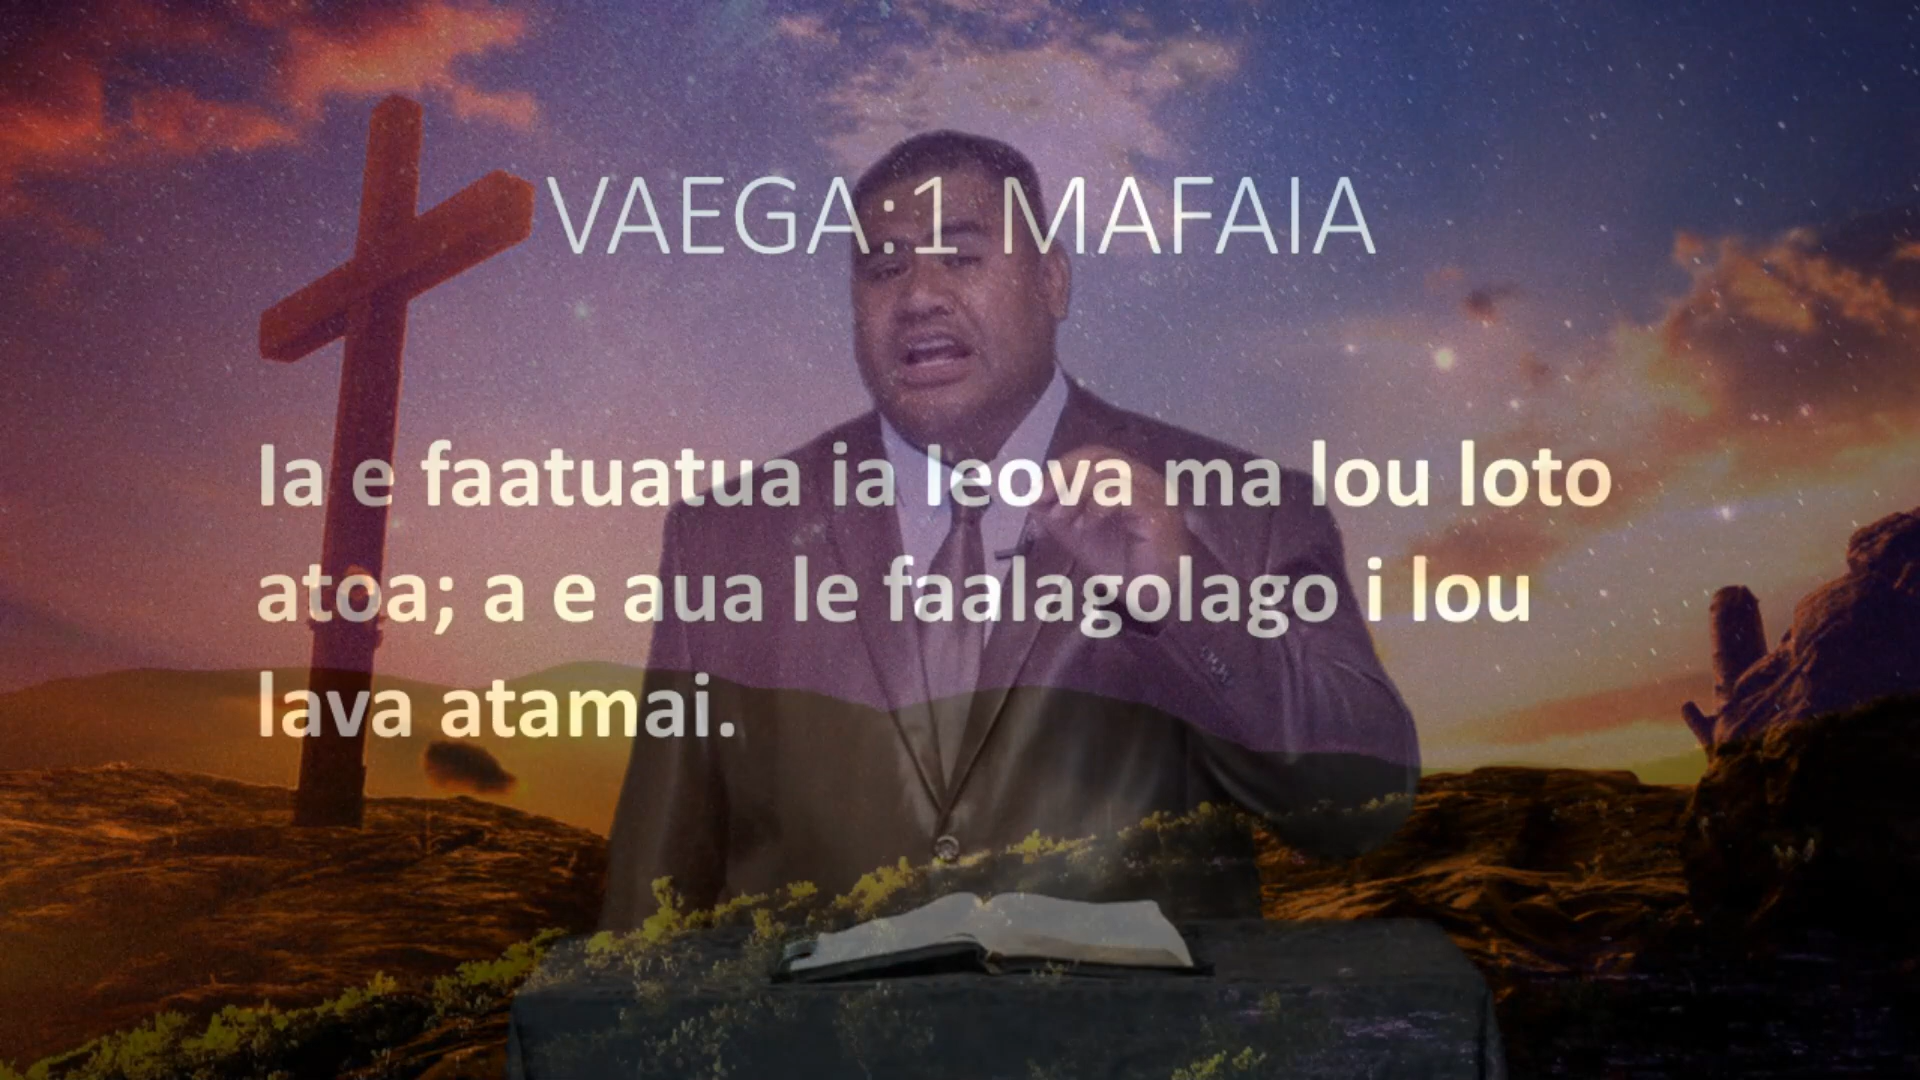 VAEGA:1 MAFAIA
Ia e faatuatua ia Ieova ma lou loto
atoa; a e aua le faalagolago i lou
lava atamai.